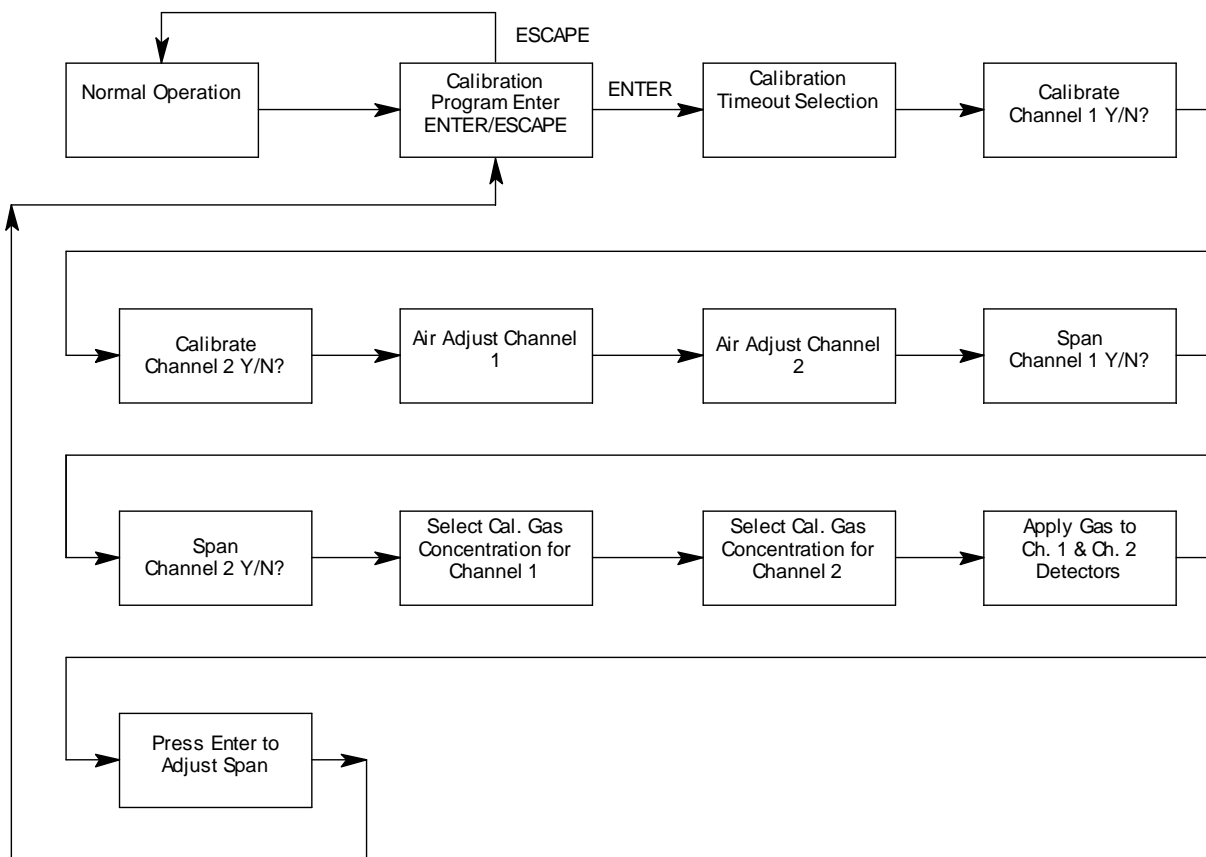 ESCAPE
Normal Operation
Calibration
Program Enter
ENTER/ESCAPE
ENTER
Calibration
Timeout Selection
Calibrate
Channel 1 Y/N?
Calibrate
Channel 2 Y/N?
Air Adjust Channel
1
Air Adjust Channel
2
Span
Channel 1 Y/N?
Span
Channel 2 Y/N?
Select Cal. Gas
Concentration for
Channel 1
Select Cal. Gas
Concentration for
Channel 2
Apply Gas to
Ch. 1 & Ch. 2
Detectors
Press Enter to
Adjust Span